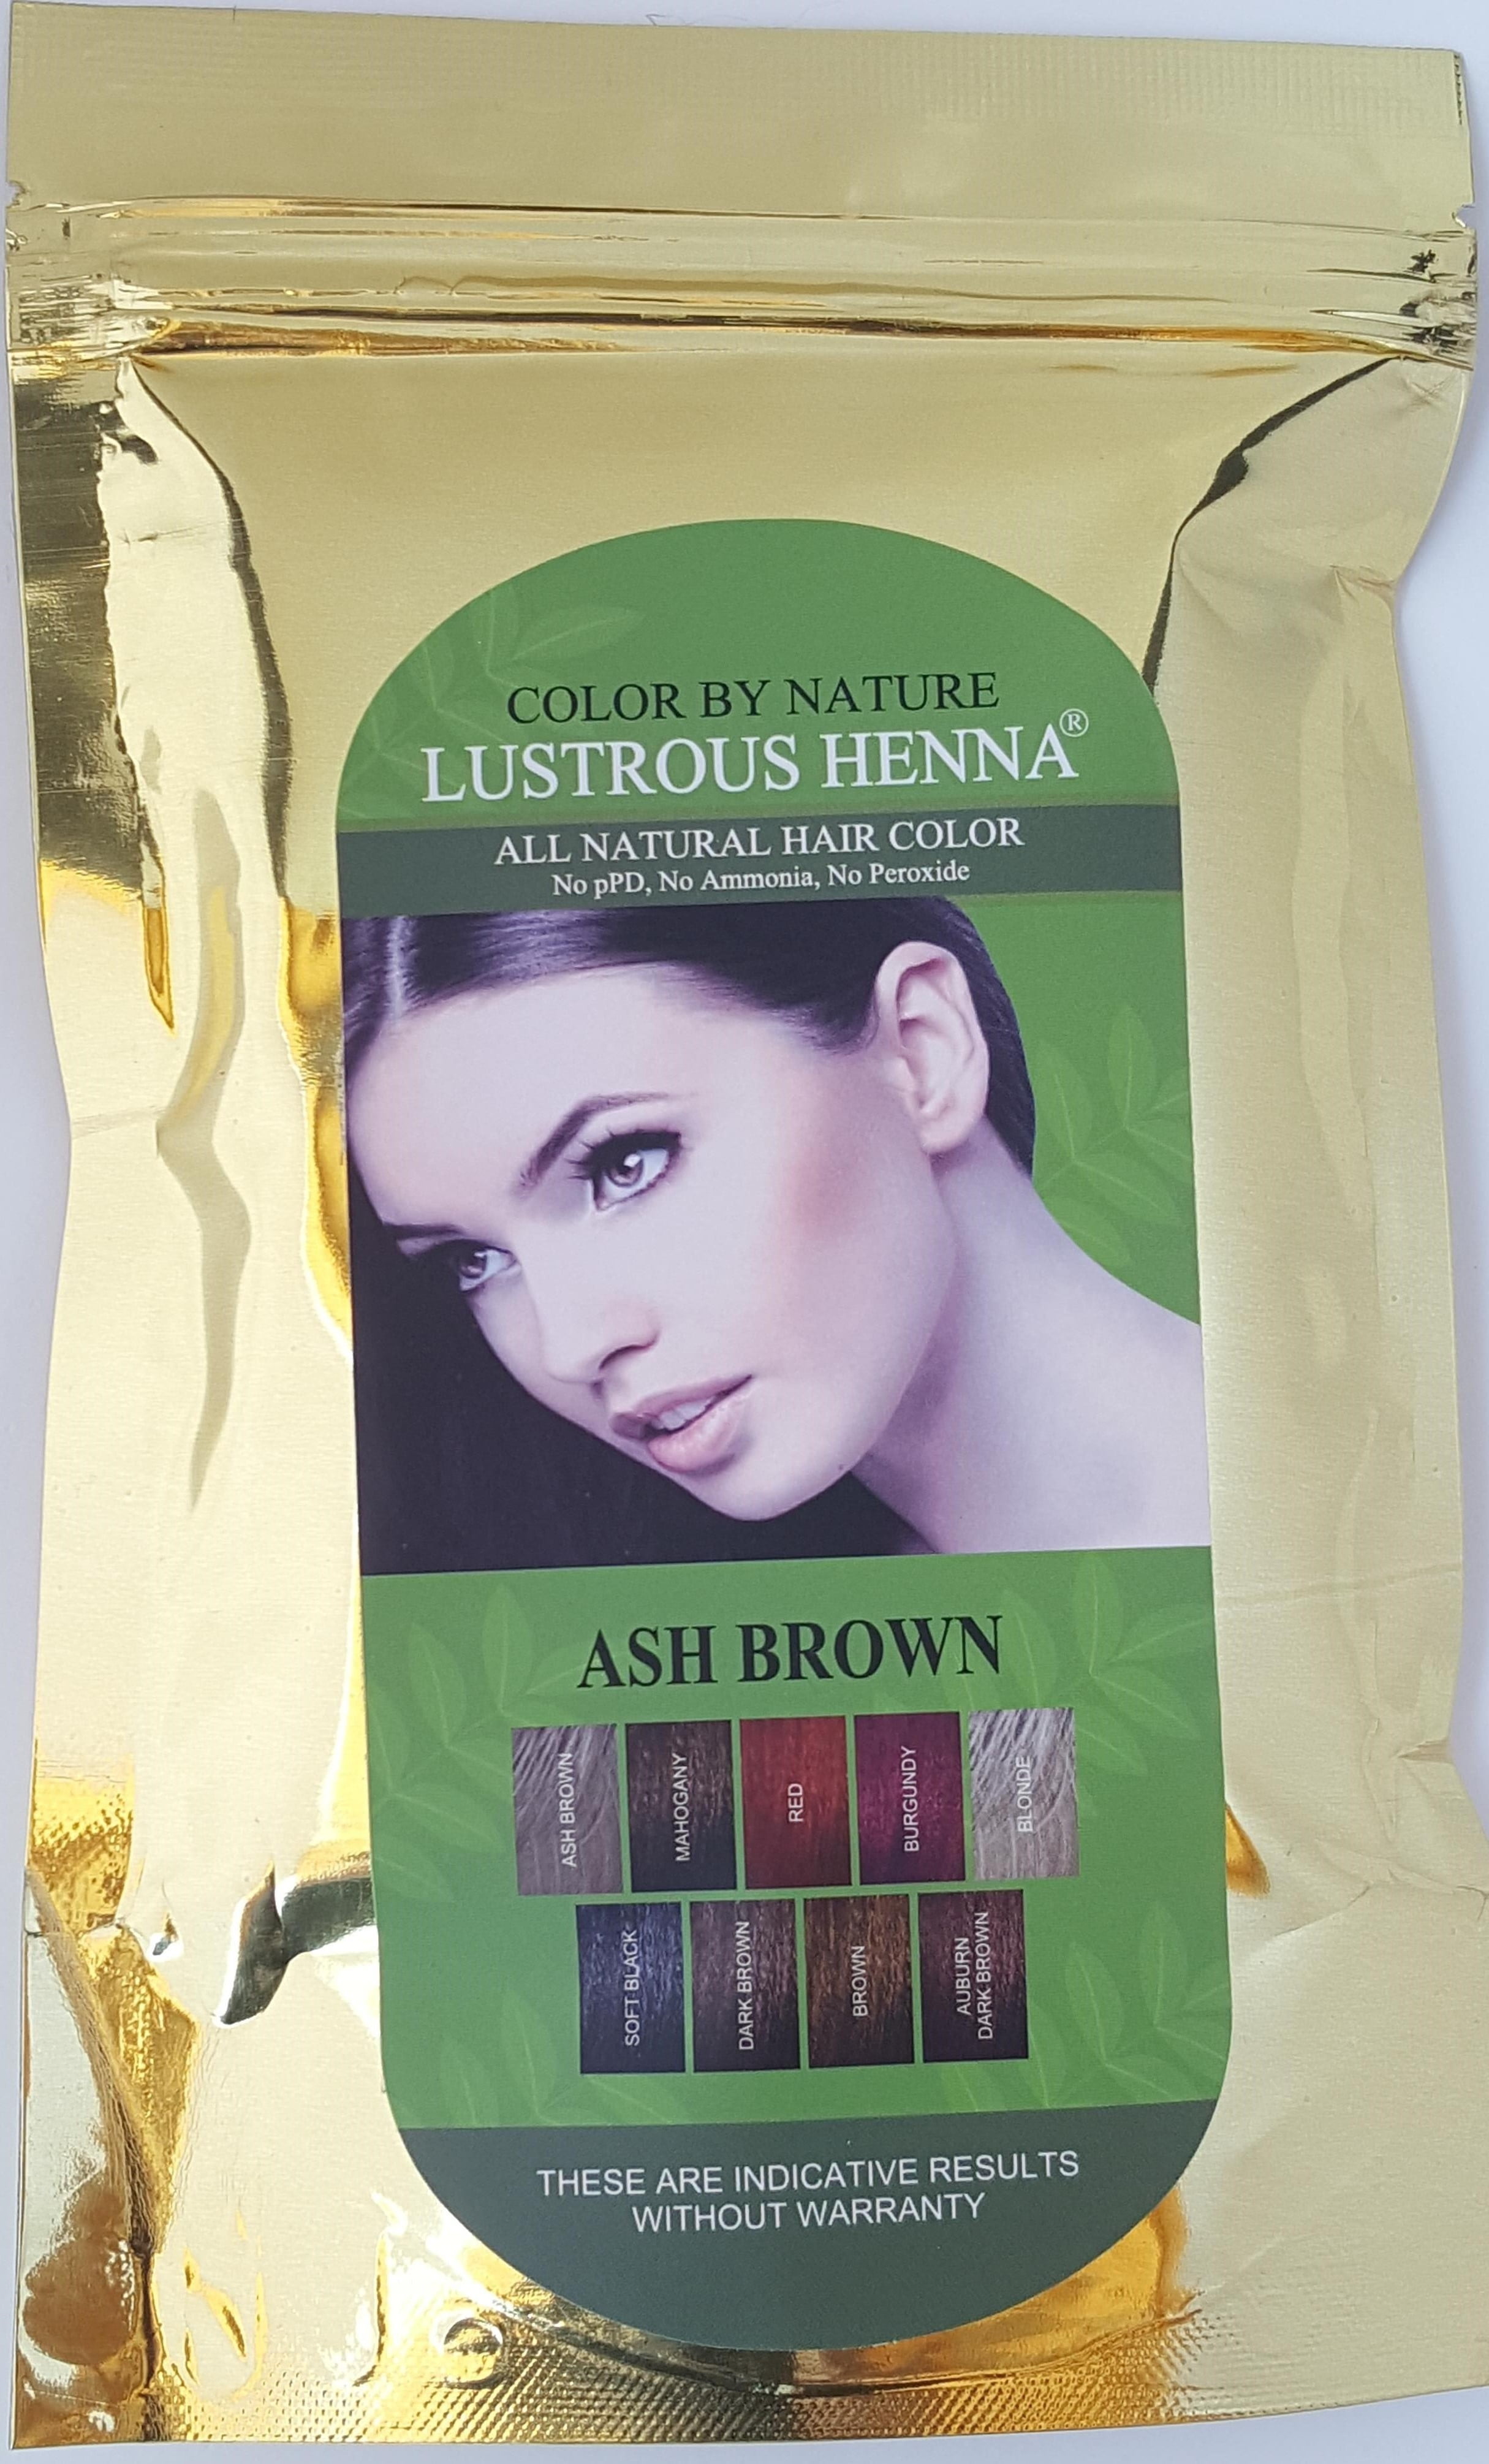 COLOR BY NATURE
LUSTROUS HENNA®
ALL NATURAL HAIR COLOR
No pPD, No Ammonia, No Peroxide
ASH BROWN
ASH BROWN
MAHOGANY
RED
BURGUNDY
BLONDE
SOFT BLACK
DARK BROWN
BROWN
AUBURN
DARK BROWN
THESE ARE INDICATIVE RESULTS
WITHOUT WARRANTY